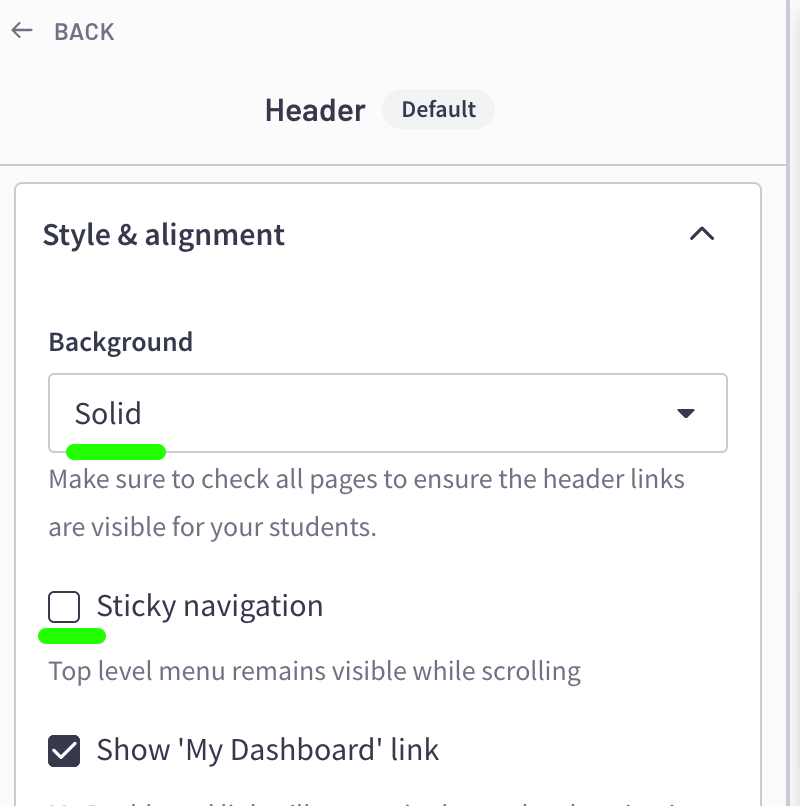 ← BACK
Header Default
Style & alignment
Background
Solid
Make sure to check all pages to ensure the header links
are visible for your students.
Sticky navigation
Top level menu remains visible while scrolling
Show 'My Dashboard' link